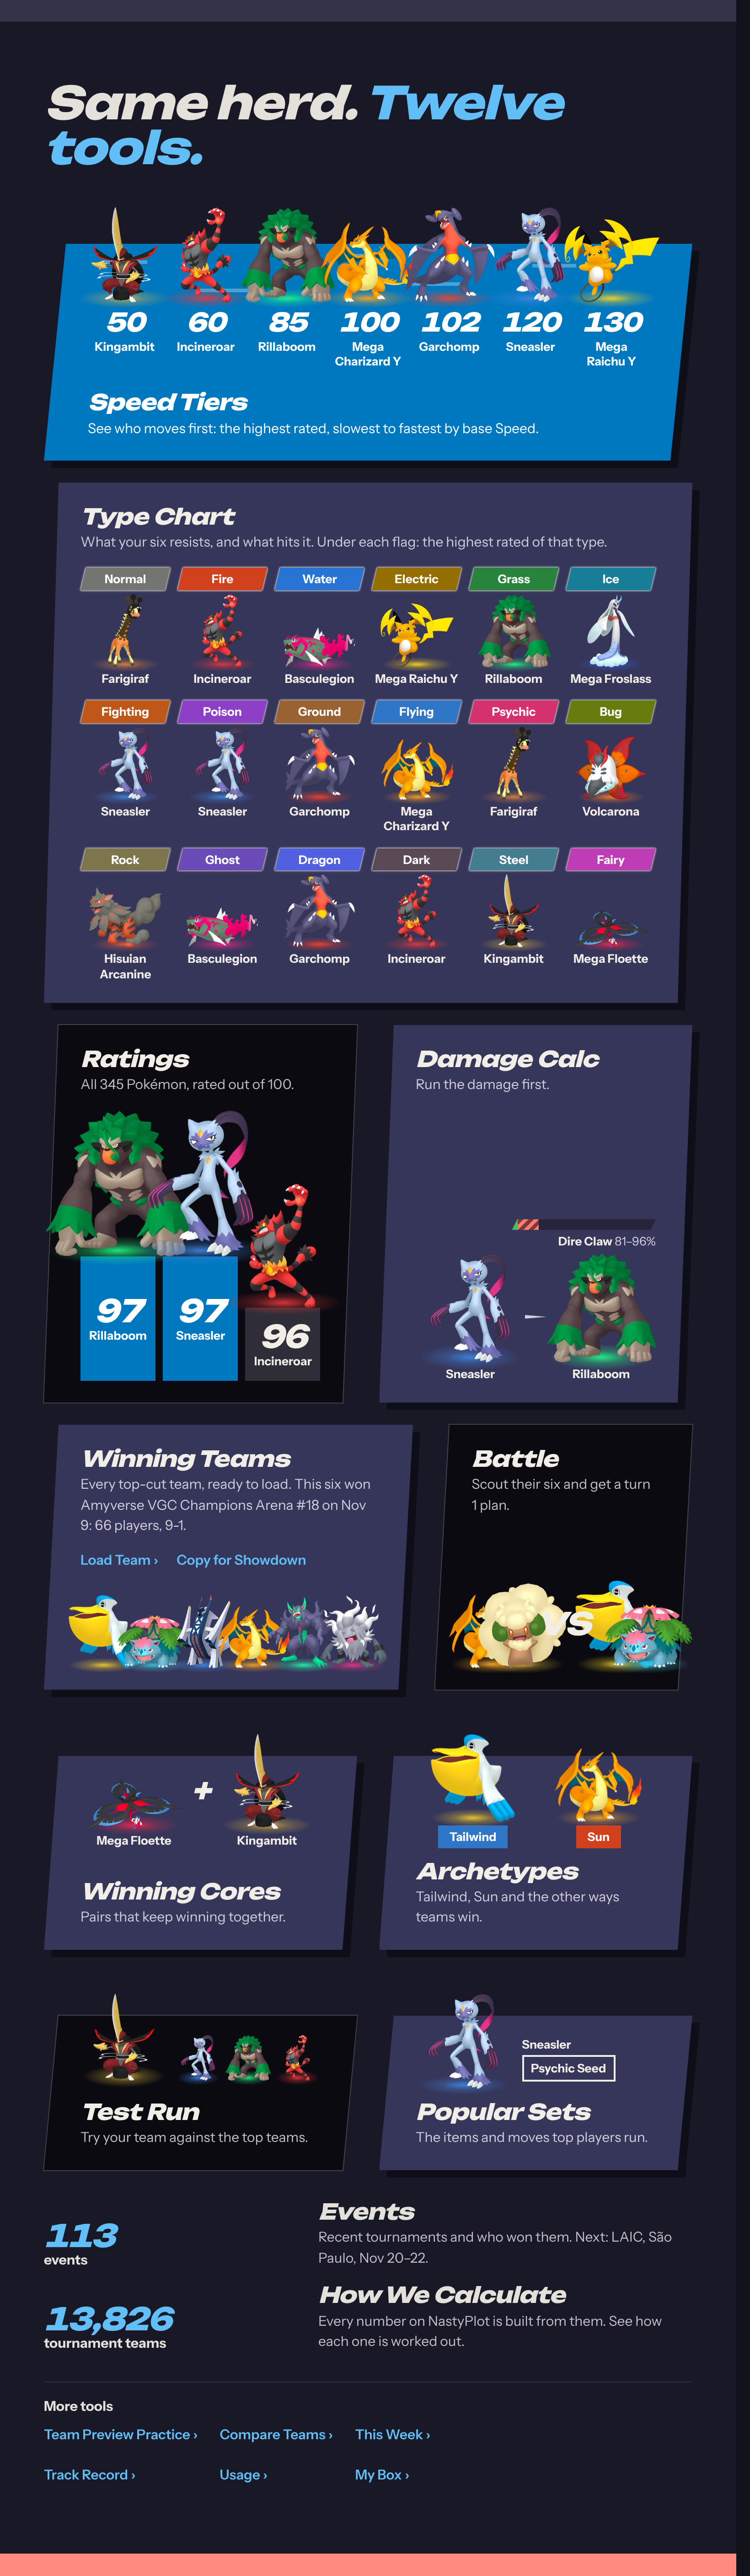 Same herd. Twelve
tools.
50
60
85
100
102
120
130
Kingambit
Incineroar
Rillaboom
Mega
Charizard Y
Garchomp
Sneasler
Mega
Raichu Y
Speed Tiers
See who moves first: the highest rated, slowest to fastest by base Speed.
Type Chart
What your six resists, and what hits it. Under each flag: the highest rated of that type.
Normal
Fire
Water
Electric
Grass
Ice
Farigiraf
Incineroar
Basculegion
Mega Raichu Y
Rillaboom
Mega Froslass
Fighting
Poison
Ground
Flying
Psychic
Bug
Sneasler
Sneasler
Garchomp
Mega
Charizard Y
Farigiraf
Volcarona
Rock
Ghost
Dragon
Dark
Steel
Fairy
Hisuian
Arcanine
Basculegion
Garchomp
Incineroar
Kingambit
Mega Floette
Ratings
All 345 Pokémon, rated out of 100.
97
Rillaboom
97
Sneasler
96
Incineroar
Damage Calc
Run the damage first.
Dire Claw 81–96%
Sneasler
Rillaboom
Winning Teams
Every top-cut team, ready to load. This six won
Amyverse VGC Champions Arena #18 on Nov
9: 66 players, 9-1.
Load Team ›
Copy for Showdown
Battle
Scout their six and get a turn
1 plan.
VS
+
Mega Floette
Kingambit
Winning Cores
Pairs that keep winning together.
Tailwind
Sun
Archetypes
Tailwind, Sun and the other ways
teams win.
Test Run
Try your team against the top teams.
Sneasler
Psychic Seed
Popular Sets
The items and moves top players run.
113
events
13,826
tournament teams
Events
Recent tournaments and who won them. Next: LAIC, São
Paulo, Nov 20–22.
How We Calculate
Every number on NastyPlot is built from them. See how
each one is worked out.
More tools
Team Preview Practice ›
Compare Teams ›
This Week ›
Track Record ›
Usage ›
My Box ›